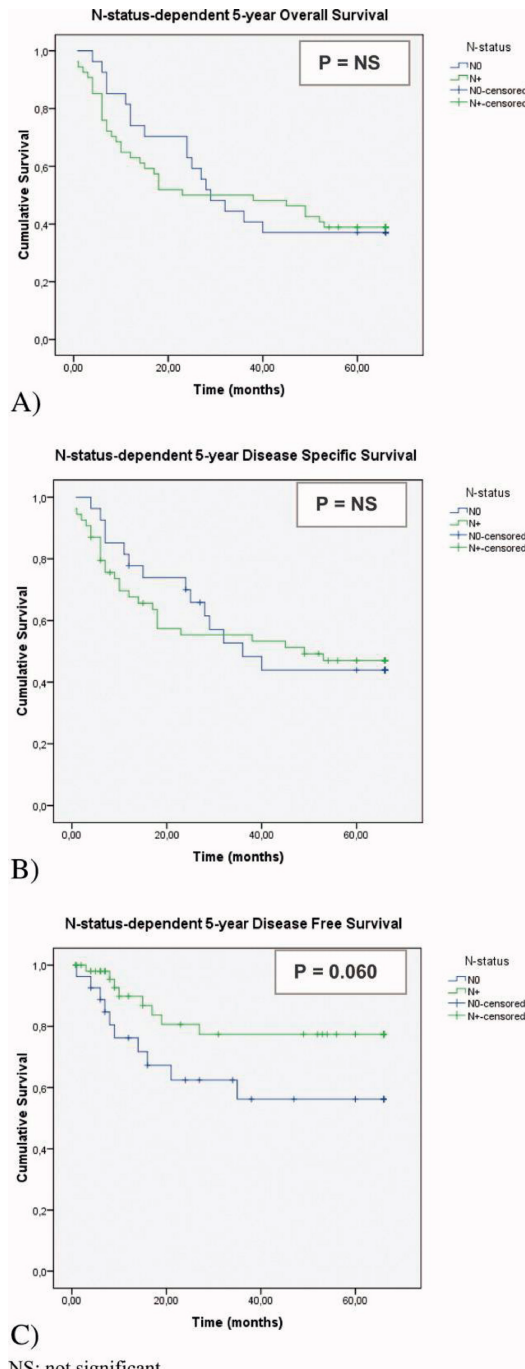 N-status-dependent 5-year Overall Survival
P = NS
N-status
N0
N+
N0-censored
N+-censored
Cumulative Survival
1,0
0,8
0,6
0,4
0,2
0,0
0,00 20,00 40,00 60,00
Time (months)
A)
N-status-dependent 5-year Disease Specific Survival
P = NS
N-status
N0
N+
N0-censored
N+-censored
Cumulative Survival
1,0
0,8
0,6
0,4
0,2
0,0
0,00 20,00 40,00 60,00
Time (months)
B)
N-status-dependent 5-year Disease Free Survival
P = 0.060
N-status
N0
N+
N0-censored
N+-censored
Cumulative Survival
1,0
0,8
0,6
0,4
0,2
0,0
0,00 20,00 40,00 60,00
Time (months)
C)
NS: not significant